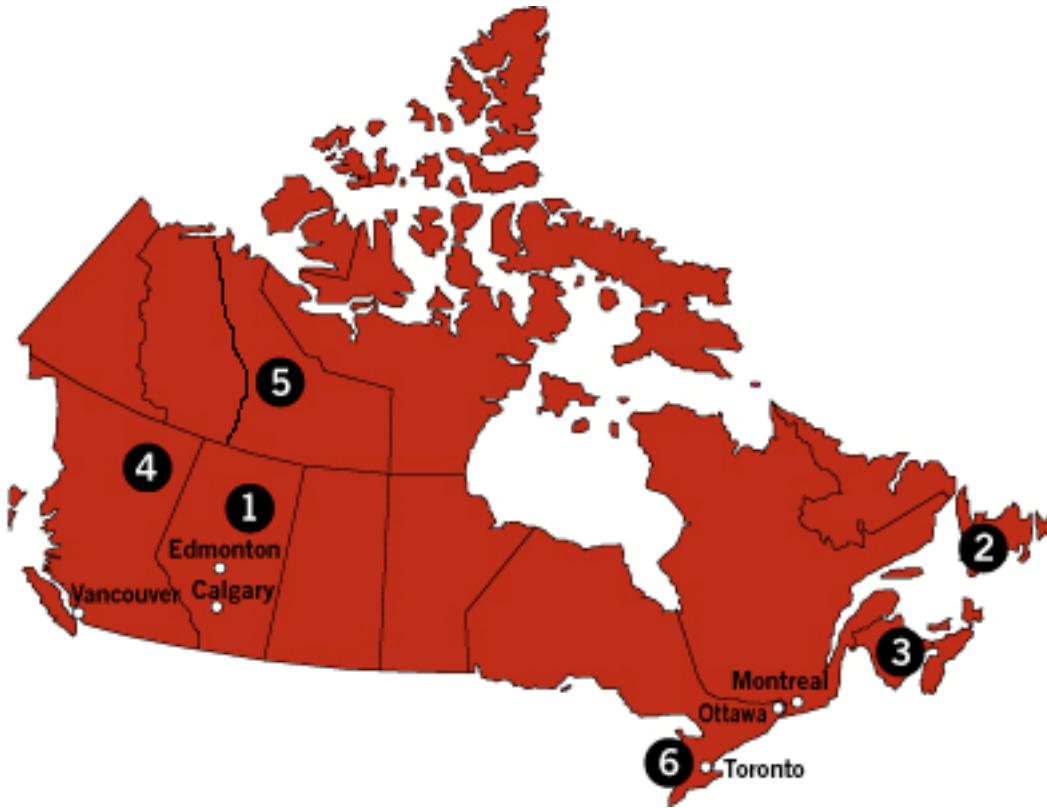 5
4
1
Edmonton
2
Vancouver
Calgary
3
Montreal
Ottawa
6
Toronto